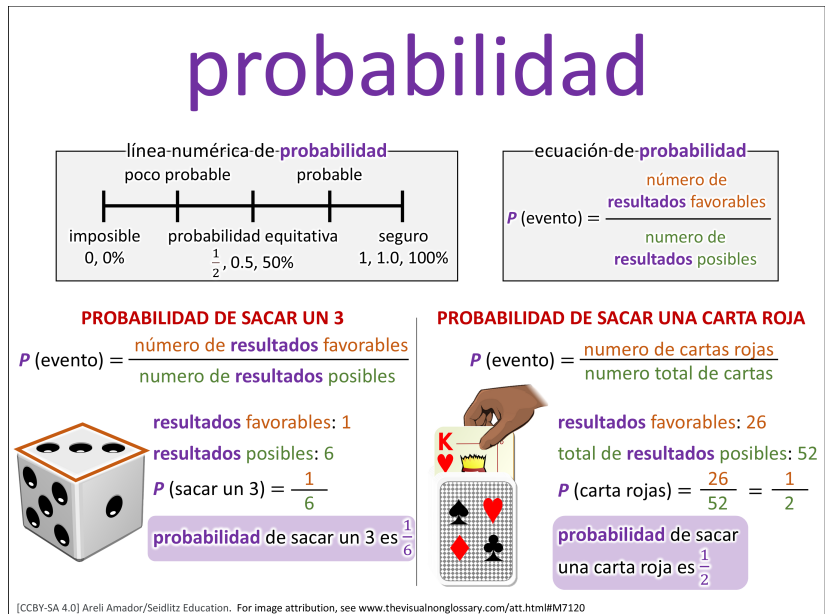 probabilidad
línea numérica de probabilidad
poco probable probable
imposible probabilidad equitativa seguro
0, 0% 1/2, 0.5, 50% 1, 1.0, 100%
ecuación de probabilidad
P (evento) = número de resultados favorables / numero de resultados posibles
PROBABILIDAD DE SACAR UN 3
P (evento) = número de resultados favorables / numero de resultados posibles
resultados favorables: 1
resultados posibles: 6
P (sacar un 3) = 1/6
probabilidad de sacar un 3 es 1/6
PROBABILIDAD DE SACAR UNA CARTA ROJA
P (evento) = numero de cartas rojas / numero total de cartas
K
resultados favorables: 26
total de resultados posibles: 52
P (carta rojas) = 26/52 = 1/2
probabilidad de sacar
una carta roja es 1/2
[CCBY-SA 4.0] Areli Amador/Seidlitz Education. For image attribution, see www.thevisualnonglossary.com/att.html#M7120